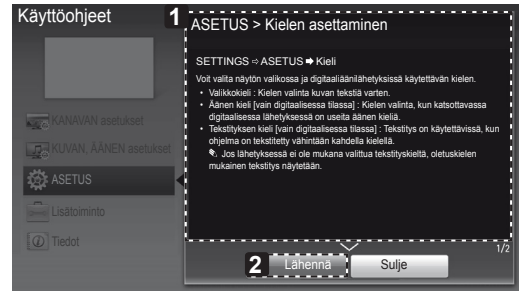 Käyttöohjeet
KANAVAN asetukset
KUVAN, ÄÄNEN asetukset
ASETUS
Lisätoiminto
Tiedot
1
ASETUS > Kielen asettaminen
SETTINGS ⇨ ASETUS ➡ Kieli
Voit valita näytön valikossa ja digitaaliäänilähetyksissä käytettävän kielen.
• Valikkokieli : Kielen valinta kuvan tekstiä varten.
• Äänen kieli [vain digitaalisessa tilassa] : Kielen valinta, kun katsottavassa
digitaalisessa lähetyksessä on useita äänen kieliä.
• Tekstityksen kieli [vain digitaalisessa tilassa] : Tekstitys on käytettävissä, kun
ohjelma on tekstitetty vähintään kahdella kielellä.
✎ Jos lähetyksessä ei ole mukana valittua tekstityskieltä, oletuskielen
mukainen tekstitys näytetään.
1/2
2
Lähennä
Sulje